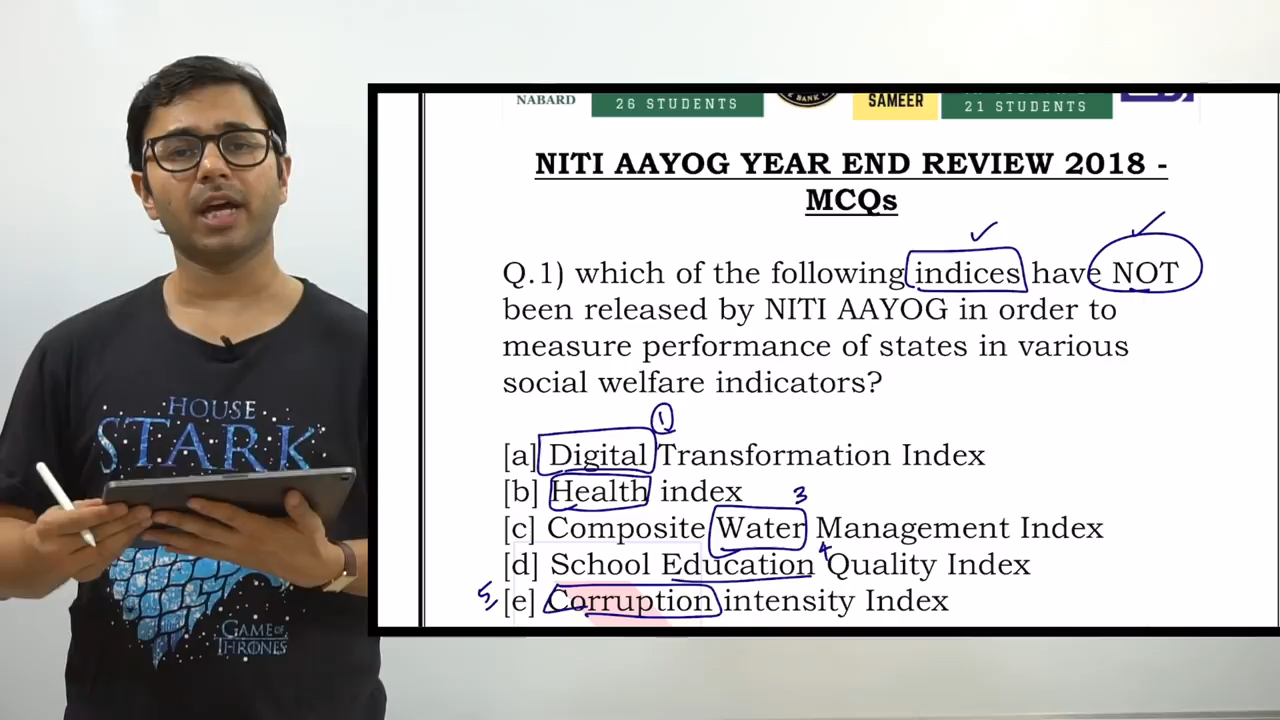 NABARD
26 STUDENTS
SAMEER
21 STUDENTS
NITI AAYOG YEAR END REVIEW 2018 -
MCQs
Q.1) which of the following indices have NOT
been released by NITI AAYOG in order to
measure performance of states in various
social welfare indicators?
1
[a] Digital Transformation Index
[b] Health index
3
[c] Composite Water Management Index
4
[d] School Education Quality Index
5 [e] Corruption intensity Index
HOUSE
STARK
GAME OF
THRONES